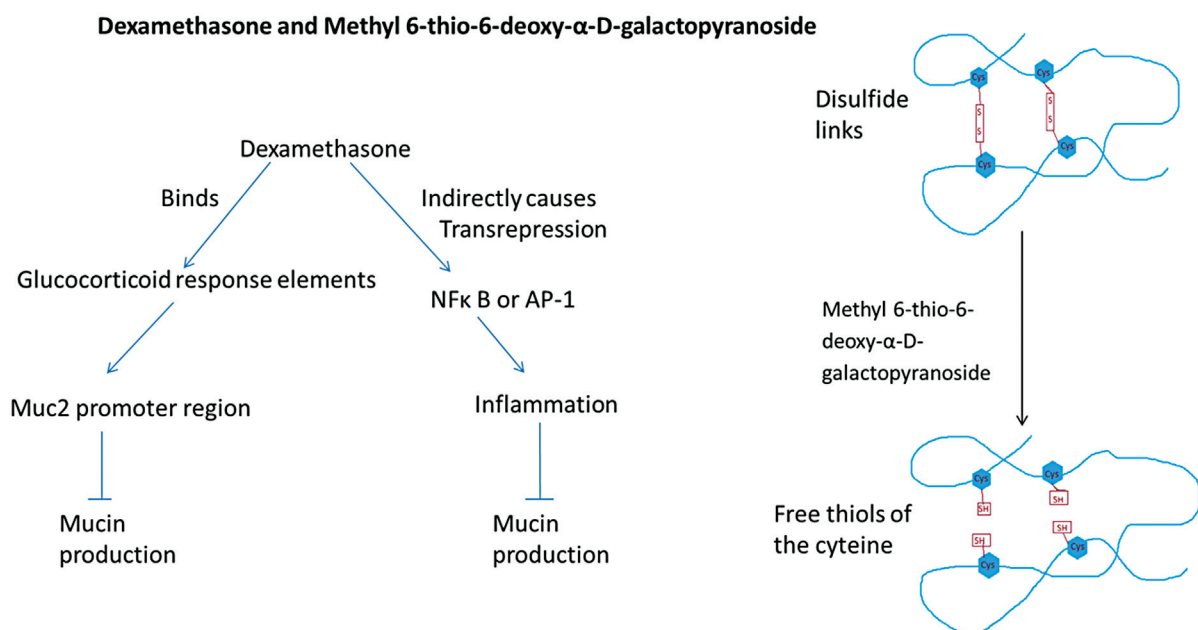 Dexamethasone and Methyl 6-thio-6-deoxy-α-D-galactopyranoside
Dexamethasone
Binds
Indirectly causes
Transrepression
Glucocorticoid response elements
NFκ B or AP-1
Muc2 promoter region
Inflammation
Mucin
production
Mucin
production
Disulfide
links
Cys
Cys
S
S
S
S
Cys
Cys
Methyl 6-thio-6-
deoxy-α-D-
galactopyranoside
Free thiols of
the cyteine
Cys
Cys
SH
SH
SH
SH
Cys
Cys